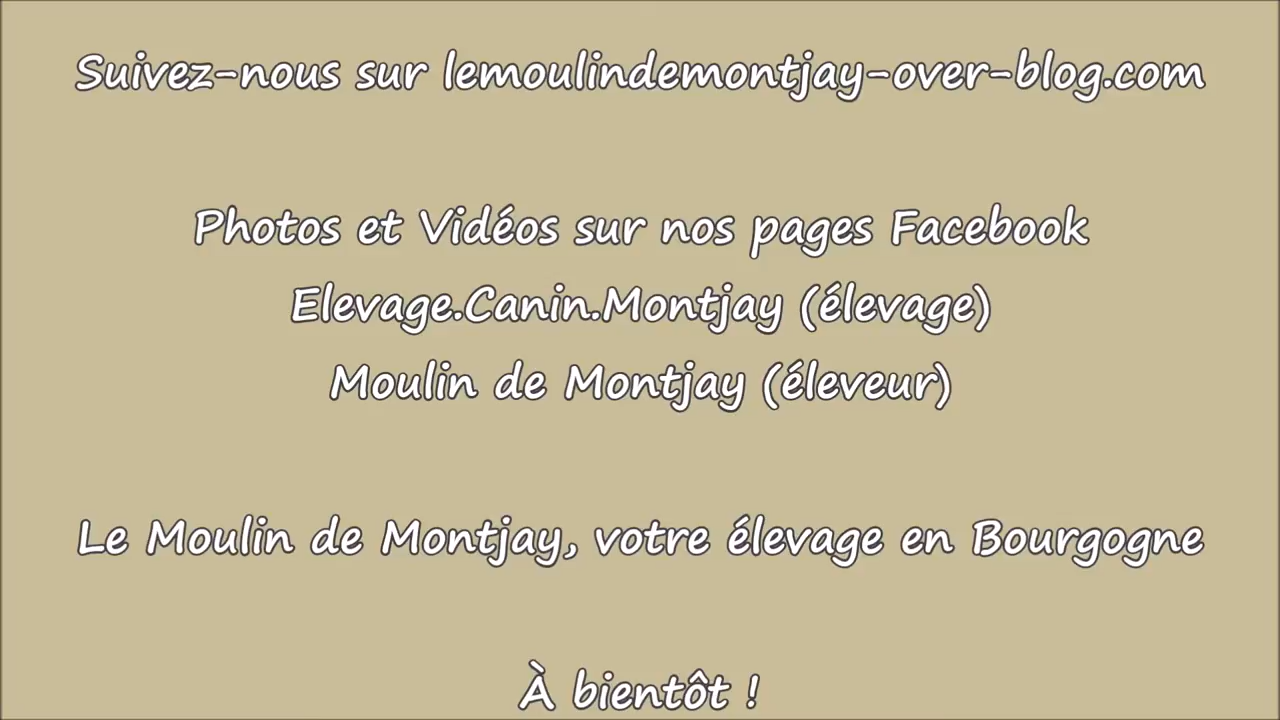 Suivez-nous sur lemoulindemontjay-over-blog.com
Photos et Vidéos sur nos pages Facebook
Elevage.Canin.Montjay (élevage)
Moulin de Montjay (éleveur)
Le Moulin de Montjay, votre élevage en Bourgogne
À bientôt !